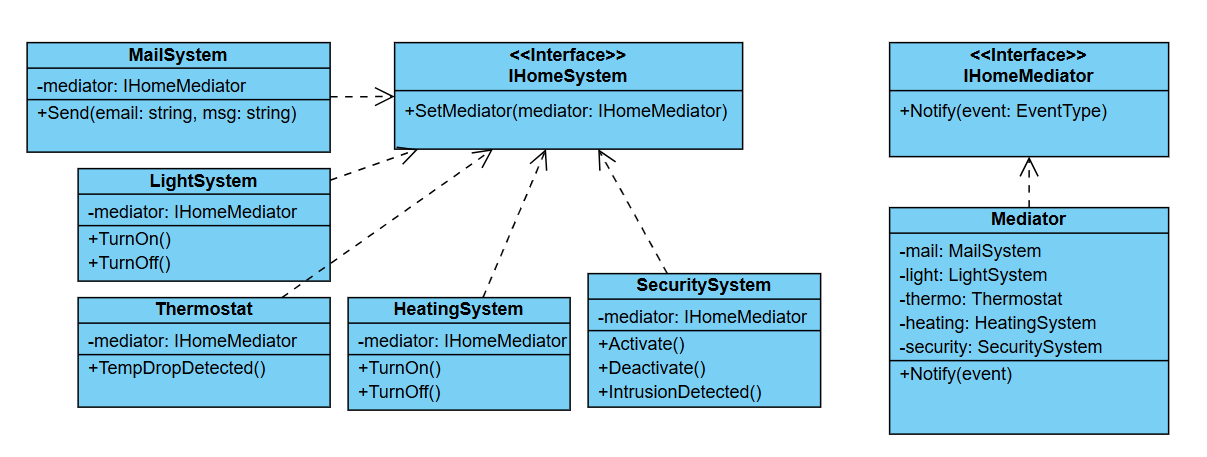 MailSystem
-mediator: IHomeMediator
+Send(email: string, msg: string)
<<Interface>>
IHomeSystem
+SetMediator(mediator: IHomeMediator)
<<Interface>>
IHomeMediator
+Notify(event: EventType)
LightSystem
-mediator: IHomeMediator
+TurnOn()
+TurnOff()
Thermostat
-mediator: IHomeMediator
+TempDropDetected()
HeatingSystem
-mediator: IHomeMediator
+TurnOn()
+TurnOff()
SecuritySystem
-mediator: IHomeMediator
+Activate()
+Deactivate()
+IntrusionDetected()
Mediator
-mail: MailSystem
-light: LightSystem
-thermo: Thermostat
-heating: HeatingSystem
-security: SecuritySystem
+Notify(event)